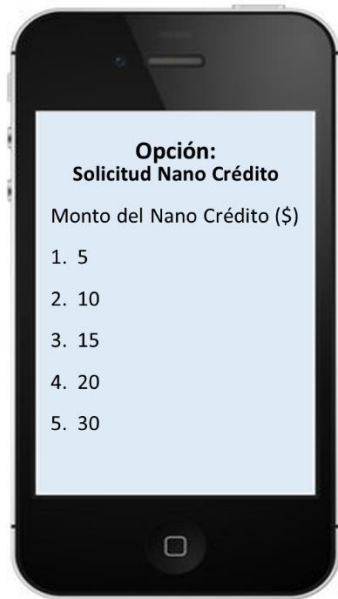 Opción:
Solicitud Nano Crédito
Monto del Nano Crédito ($)
1. 5
2. 10
3. 15
4. 20
5. 30